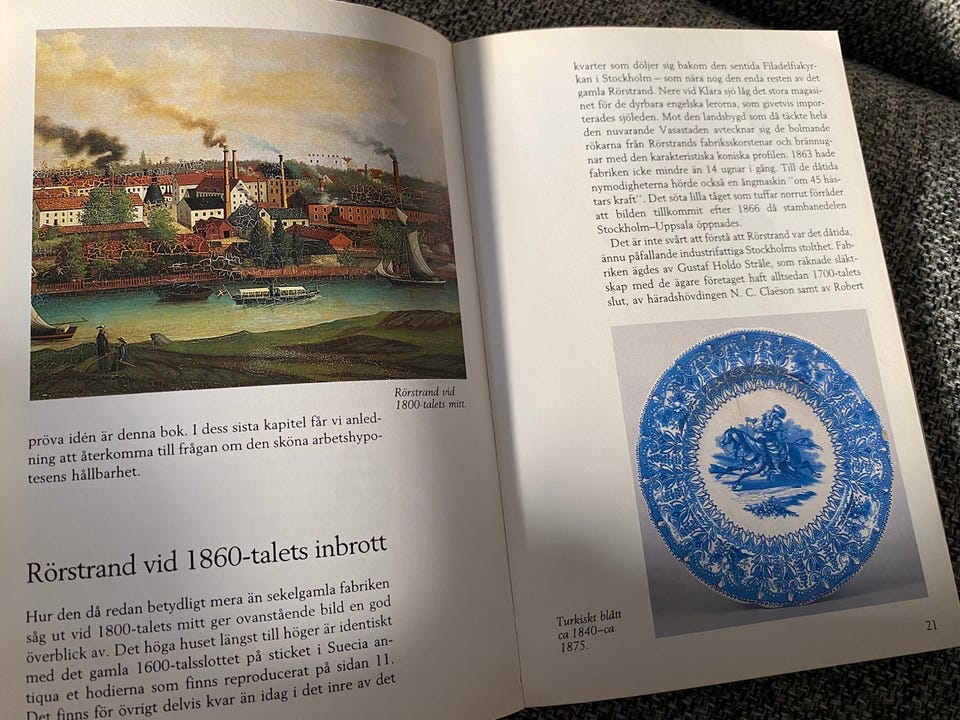 Rörstrand vid
1800-talets mitt.
pröva idén är denna bok. I dess sista kapitel får vi anled-
ning att återkomma till frågan om den sköna arbetshypo-
tesens hållbarhet.
Rörstrand vid 1860-talets inbrott
Hur den då redan betydligt mera än sekelgamla fabriken
såg ut vid 1800-talets mitt ger ovanstående bild en god
överblick av. Det höga huset längst till höger är identiskt
med det gamla 1600-talsslottet på sticket i Suecia an-
tiqua et hodierna som finns reproducerat på sidan 11.
Det finns för övrigt delvis kvar än idag i det inre av det
kvarter som döljer sig bakom den sentida Filadelfiakyr-
kan i Stockholm – som nära nog den enda resten av det
gamla Rörstrand. Nere vid Klara sjö låg det stora magasi-
net för de dyrbara engelska lerorna, som givetvis impor-
terades sjöleden. Mot den landsbygd som då täckte hela
den nuvarande Vasastaden avtecknar sig de bolmande
rökarna från Rörstrands fabriksskorstenar och brännug-
nar med den karakteristiska koniska profilen. 1863 hade
fabriken icke mindre än 14 ugnar i gång. Till de dåtida
nymodigheterna hörde också en ångmaskin "om 45 häs-
tars kraft". Det söta lilla tåget som tuffar norrut förråder
att bilden tillkommit efter 1866 då stambanedelen
Stockholm–Uppsala öppnades.
Det är inte svårt att förstå att Rörstrand var det dåtida,
ännu påfallande industrifattiga Stockholms stolthet. Fab-
riken ägdes av Gustaf Holdo Stråle, som räknade släkt-
skap med de ägare företaget haft alltsedan 1700-talets
slut, av häradshövdingen N. C. Claëson samt av Robert
Turkiskt blått
ca 1840–ca
1875.
21